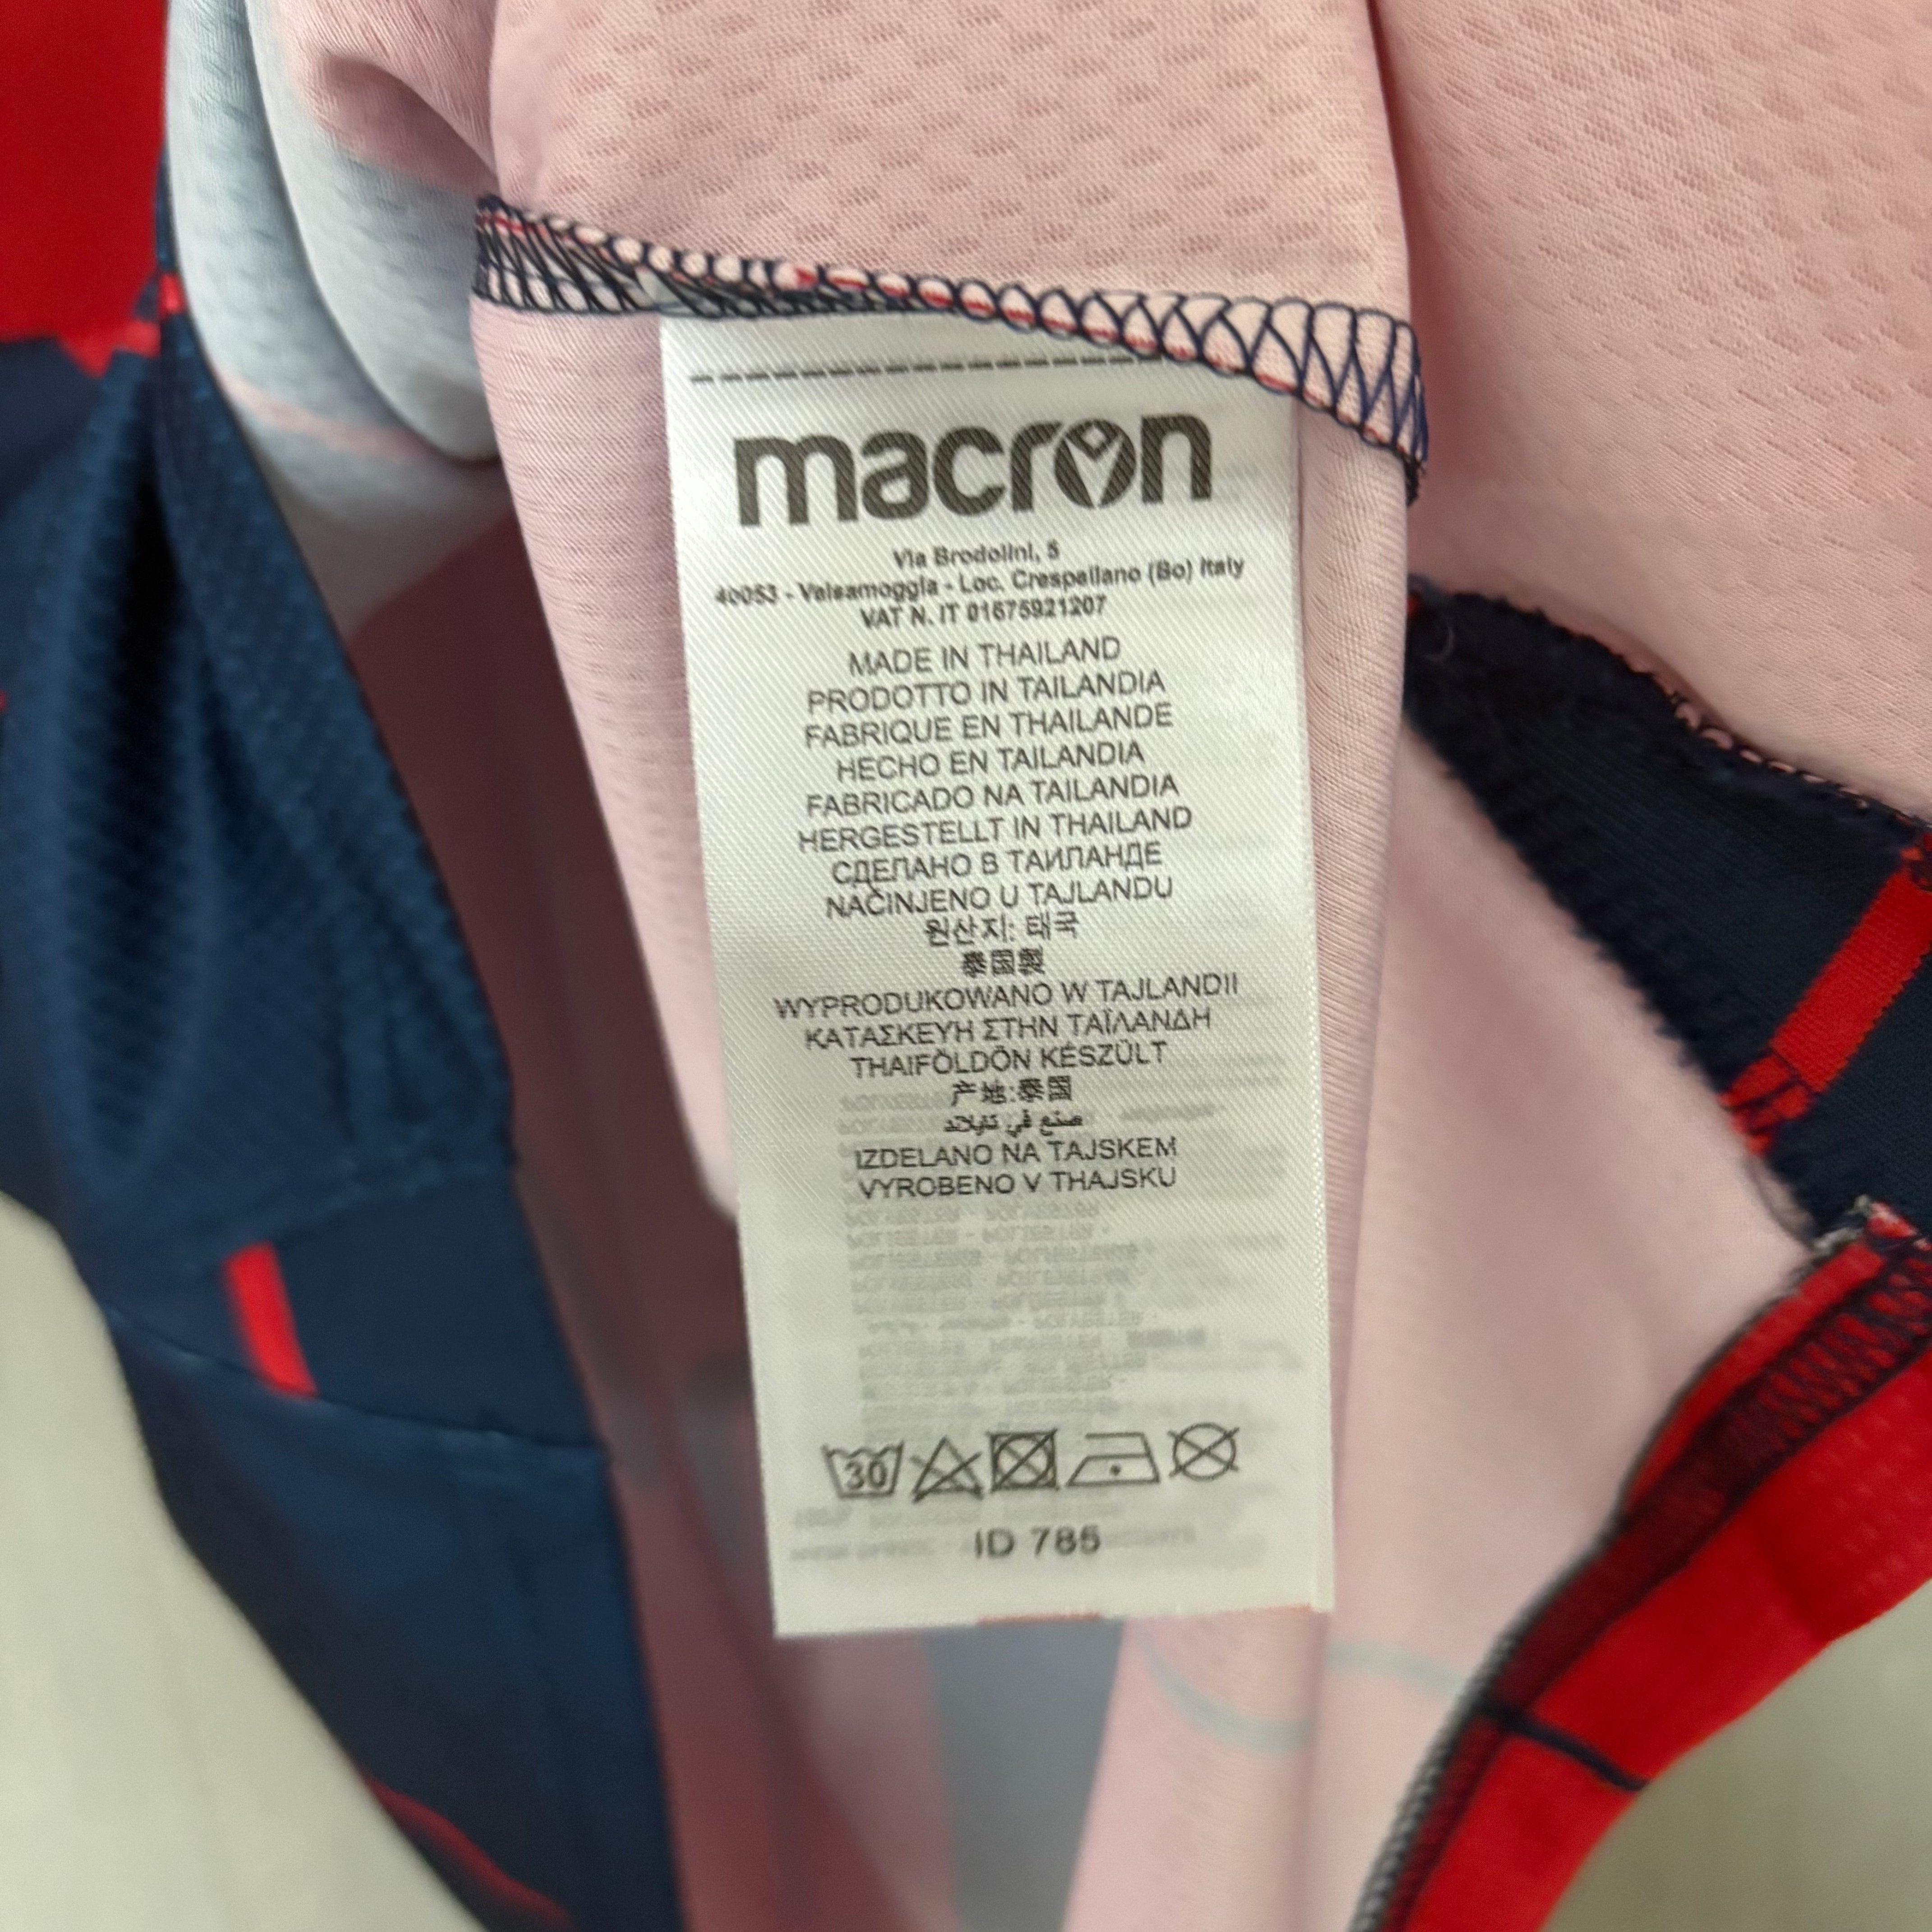 macron
Via Brodolini, 5
40053 - Valsamoggia - Loc. Crespellano (Bo) Italy
VAT N. IT 01675921207
MADE IN THAILAND
PRODOTTO IN TAILANDIA
FABRIQUE EN THAILANDE
HECHO EN TAILANDIA
FABRICADO NA TAILANDIA
HERGESTELLT IN THAILAND
СДЕЛАНО В ТАИЛАНДЕ
NAČINJENO U TAJLANDU
원산지: 태국
泰国製
WYPRODUKOWANO W TAJLANDII
ΚΑΤΑΣΚΕΥΗ ΣΤΗΝ ΤΑΪΛΑΝΔΗ
THAIFÖLDÖN KÉSZÜLT
产地:泰国
صنع في تايلاند
IZDELANO NA TAJSKEM
VYROBENO V THAJSKU
30
ID 785